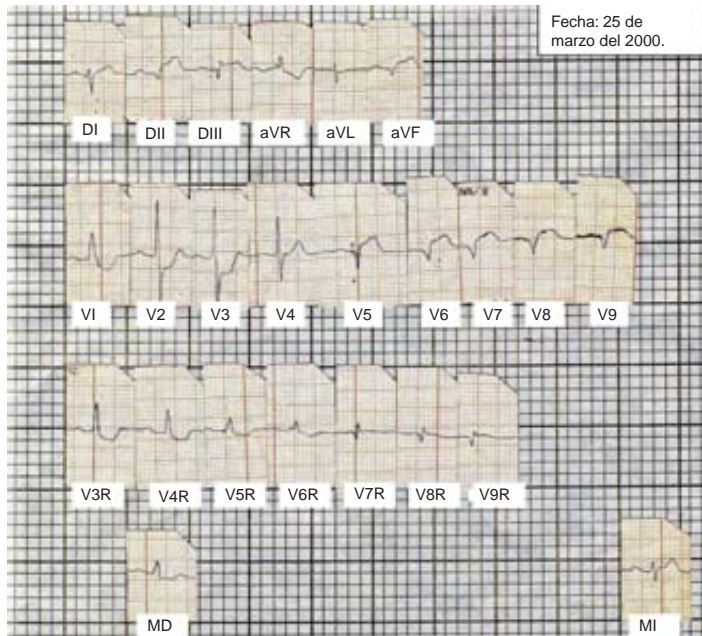 Fecha: 25 de
marzo del 2000.
DI DII DIII aVR aVL aVF
VI V2 V3 V4 V5 V6 V7 V8 V9
V3R V4R V5R V6R V7R V8R V9R
MD MI